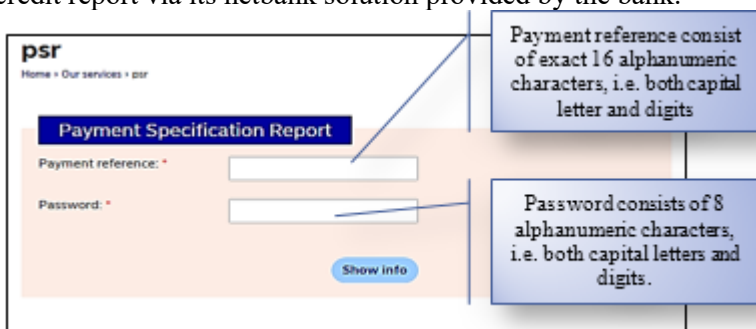 credit report via its netbank solution provided by the bank.
psr
Home › Our services › psr
Payment Specification Report
Payment reference: *
Password: *
Show info
Payment reference consist
of exact 16 alphanumeric
characters, i.e. both capital
letter and digits
Password consists of 8
alphanumeric characters,
i.e. both capital letters and
digits.